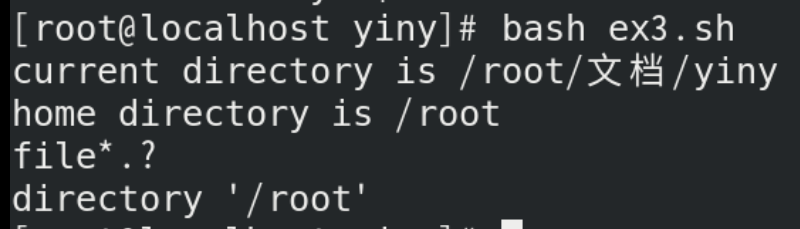 [root@localhost yiny]# bash ex3.sh
current directory is /root/文档/yiny
home directory is /root
file*.?
directory '/root'